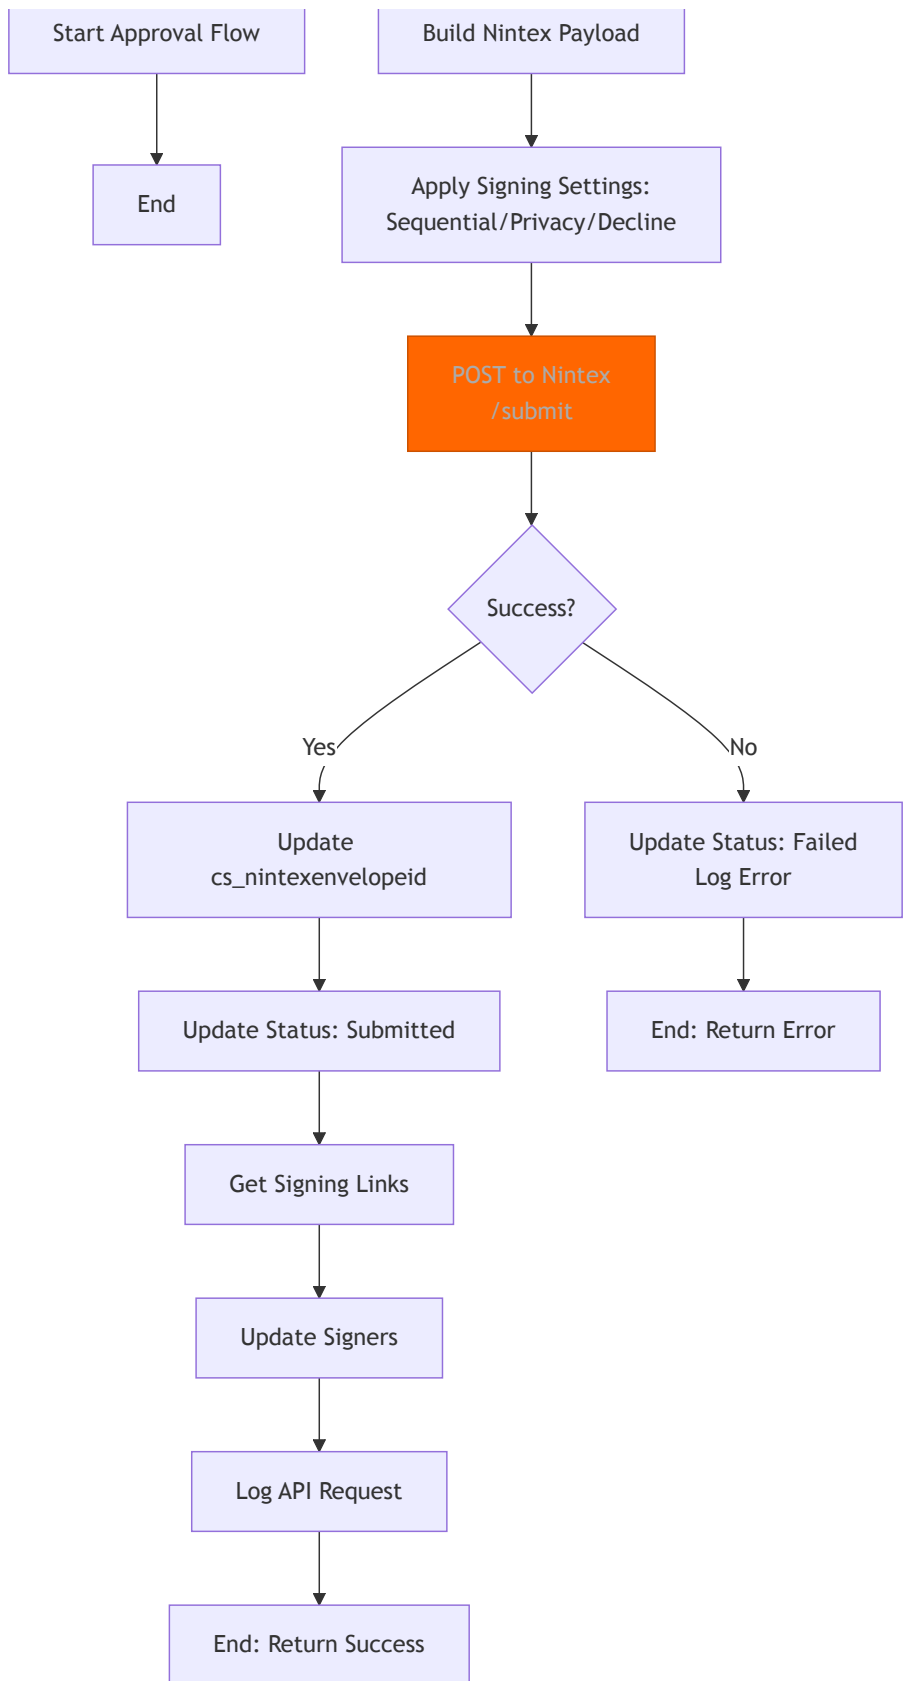 Start Approval Flow
Build Nintex Payload
End
Apply Signing Settings:
Sequential/Privacy/Decline
POST to Nintex
/submit
Success?
Yes
No
Update
cs_nintexenvelopeid
Update Status: Failed
Log Error
Update Status: Submitted
End: Return Error
Get Signing Links
Update Signers
Log API Request
End: Return Success